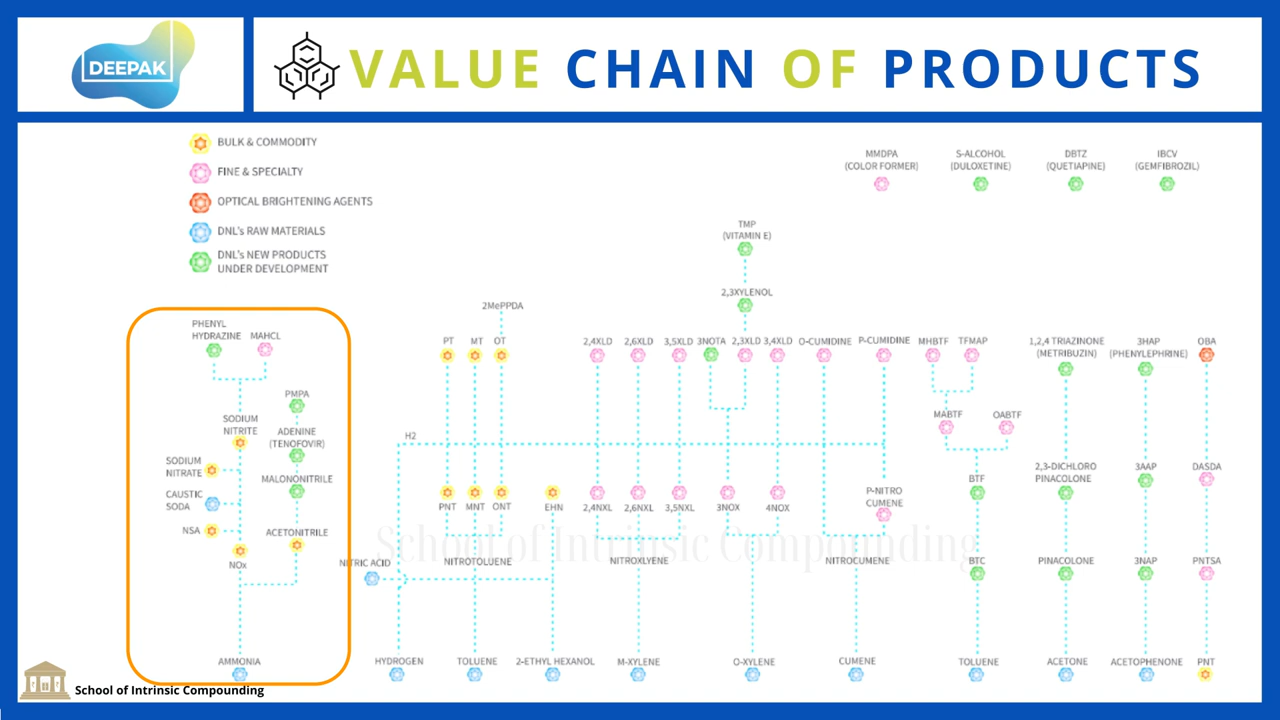 DEEPAK
VALUE CHAIN OF PRODUCTS
BULK & COMMODITY
FINE & SPECIALTY
OPTICAL BRIGHTENING AGENTS
DNL's RAW MATERIALS
DNL's NEW PRODUCTS
UNDER DEVELOPMENT
MMDPA
(COLOR FORMER)
S-ALCOHOL
(DULOXETINE)
DBTZ
(QUETIAPINE)
IBCV
(GEMFIBROZIL)
TMP
(VITAMIN E)
2,3XYLENOL
2MePPDA
PHENYL
HYDRAZINE
MAHCL
PT
MT
OT
2,4XLD
2,6XLD
3,5XLD
3NOTA
2,3XLD
3,4XLD
O-CUMIDINE
P-CUMIDINE
MHBTF
TFMAP
1,2,4 TRIAZINONE
(METRIBUZIN)
3HAP
(PHENYLEPHRINE)
OBA
PMPA
SODIUM
NITRITE
ADENINE
(TENOFOVIR)
MABTF
OABTF
H2
SODIUM
NITRATE
MALONONITRILE
2,3-DICHLORO
PINACOLONE
3AAP
DASDA
CAUSTIC
SODA
BTF
P-NITRO
CUMENE
PNT
MNT
ONT
EHN
2,4NXL
2,6NXL
3,5NXL
3NOX
4NOX
NSA
ACETONITRILE
School of Intrinsic Compounding
NOx
NITRIC ACID
NITROTOLUENE
NITROXLYENE
NITROCUMENE
BTC
PINACOLONE
3NAP
PNTSA
AMMONIA
HYDROGEN
TOLUENE
2-ETHYL HEXANOL
M-XYLENE
O-XYLENE
CUMENE
TOLUENE
ACETONE
ACETOPHENONE
PNT
School of Intrinsic Compounding